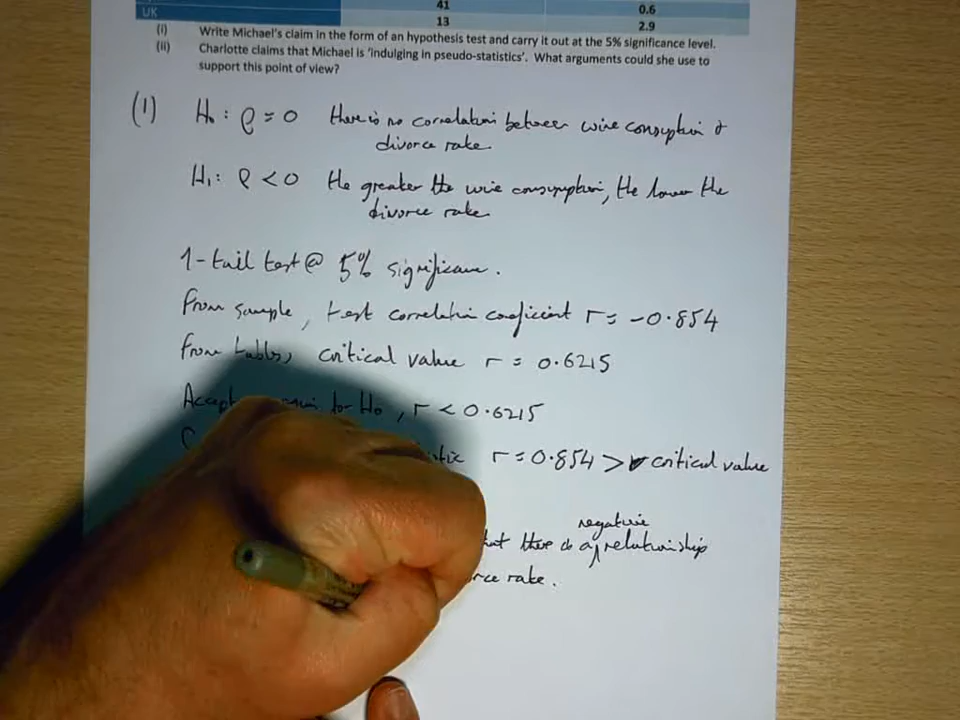 41 0.6
UK 13 2.9
(i) Write Michael's claim in the form of an hypothesis test and carry it out at the 5% significance level.
(ii) Charlotte claims that Michael is 'indulging in pseudo-statistics'. What arguments could she use to
support this point of view?
(1) H₀ : ρ = 0 there is no correlation between wine consumption &
divorce rate
H₁: ρ < 0 the greater the wine consumption, the lower the
divorce rate
1-tail test @ 5% significance.
From sample, test correlation coefficient r = -0.854
From tables, critical value r = 0.6215
for H₀, r < 0.6215
r = 0.854 > critical value
negative
there is a relationship
rate.